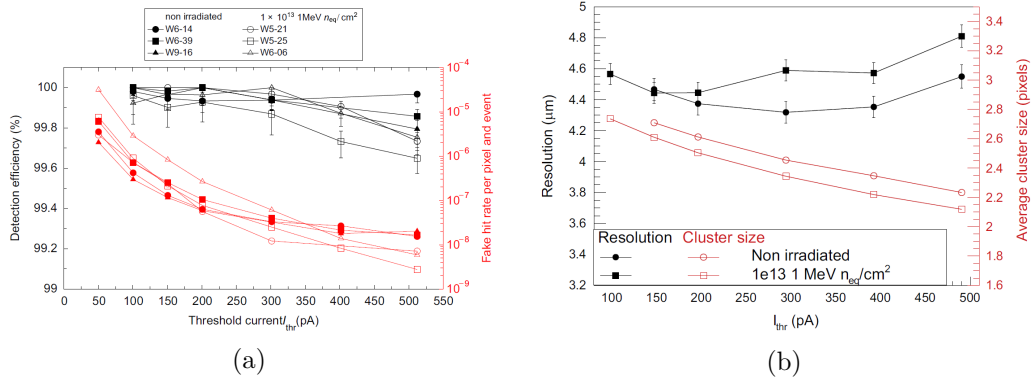 non irradiated
1 × 10^13 1MeV n_eq/cm^2
W6-14
W5-21
W6-39
W5-25
W9-16
W6-06
Detection efficiency (%)
100
99.8
99.6
99.4
99.2
99
0 50 100 150 200 250 300 350 400 450 500 550
Threshold current I_thr (pA)
10^-4
10^-5
10^-6
10^-7
10^-8
10^-9
Fake hit rate per pixel and event
(a)
Resolution (μm)
5
4.8
4.6
4.4
4.2
4
3.8
3.6
3.4
3.2
Resolution Cluster size
Non irradiated
1e13 1 MeV n_eq/cm^2
100 150 200 250 300 350 400 450 500
I_thr (pA)
3.4
3.2
3
2.8
2.6
2.4
2.2
2
1.8
1.6
Average cluster size (pixels)
(b)